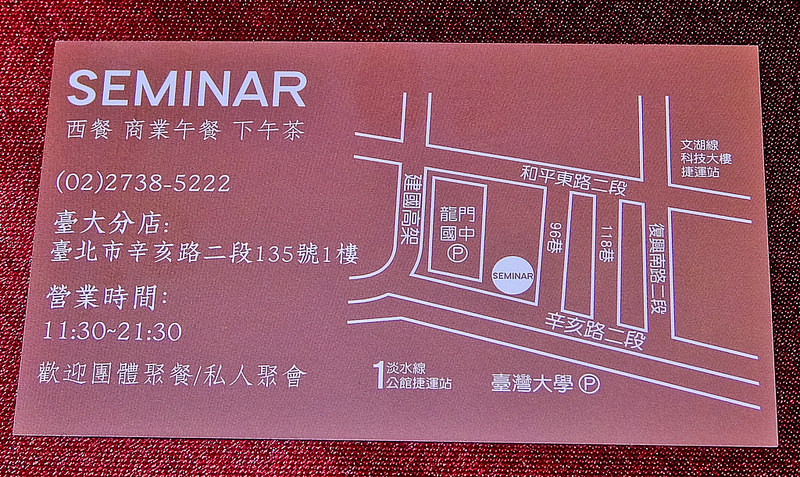 SEMINAR
西餐 商業午餐 下午茶
(02)2738-5222
臺大分店:
臺北市辛亥路二段135號1樓
營業時間:
11:30~21:30
歡迎團體聚餐/私人聚會
文湖線
科技大樓
捷運站
和平東路二段
建國高架
龍門
國中
P
96巷
118巷
復興南路二段
SEMINAR
辛亥路二段
1 淡水線
公館捷運站
臺灣大學 P